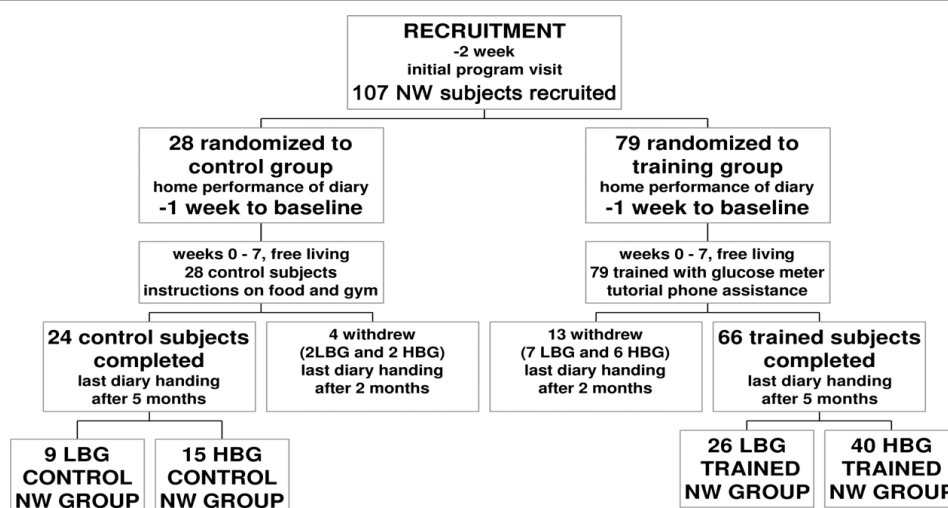 RECRUITMENT
-2 week
initial program visit
107 NW subjects recruited
28 randomized to
control group
home performance of diary
-1 week to baseline
79 randomized to
training group
home performance of diary
-1 week to baseline
weeks 0 - 7, free living
28 control subjects
instructions on food and gym
weeks 0 - 7, free living
79 trained with glucose meter
tutorial phone assistance
24 control subjects
completed
last diary handing
after 5 months
4 withdrew
(2LBG and 2 HBG)
last diary handing
after 2 months
13 withdrew
(7 LBG and 6 HBG)
last diary handing
after 2 months
66 trained subjects
completed
last diary handing
after 5 months
9 LBG
CONTROL
NW GROUP
15 HBG
CONTROL
NW GROUP
26 LBG
TRAINED
NW GROUP
40 HBG
TRAINED
NW GROUP